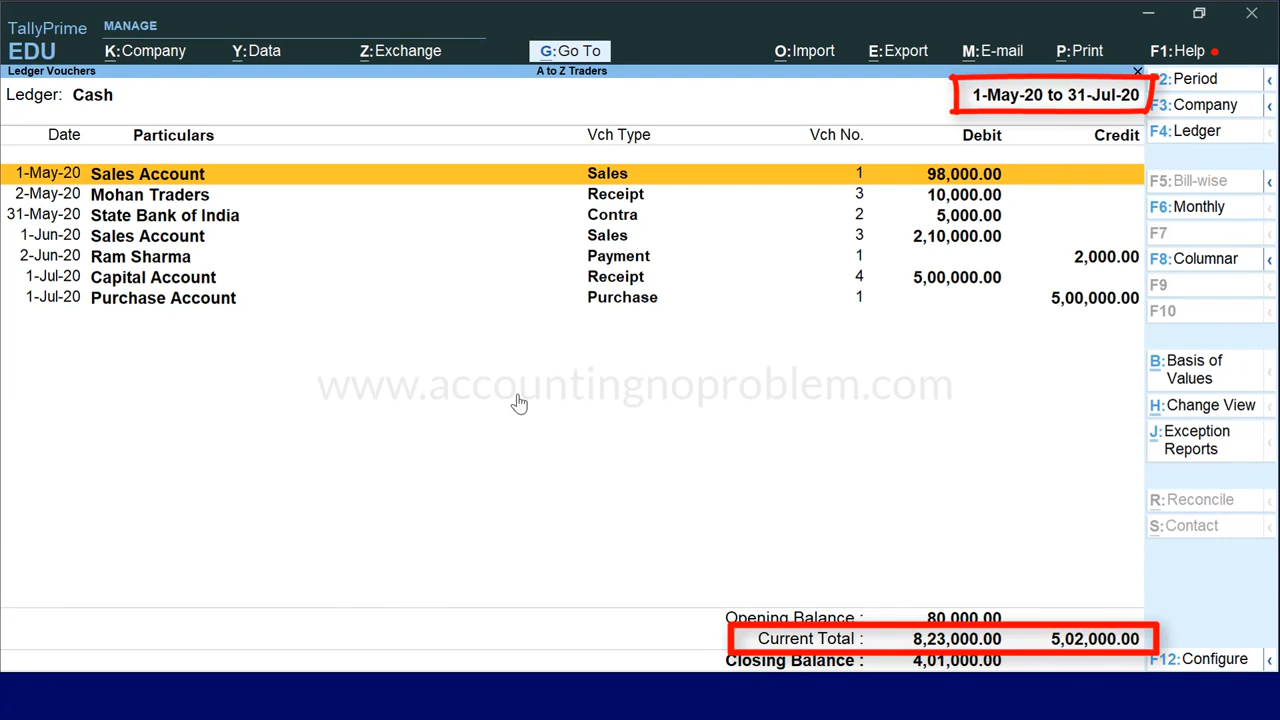 TallyPrime MANAGE
EDU K:Company Y:Data Z:Exchange G:Go To O:Import E:Export M:E-mail P:Print F1:Help
Ledger Vouchers A to Z Traders
Ledger: Cash 1-May-20 to 31-Jul-20
Date Particulars Vch Type Vch No. Debit Credit
1-May-20 Sales Account Sales 1 98,000.00
2-May-20 Mohan Traders Receipt 3 10,000.00
31-May-20 State Bank of India Contra 2 5,000.00
1-Jun-20 Sales Account Sales 3 2,10,000.00
2-Jun-20 Ram Sharma Payment 1 2,000.00
1-Jul-20 Capital Account Receipt 4 5,00,000.00
1-Jul-20 Purchase Account Purchase 1 5,00,000.00
www.accountingnoproblem.com
Opening Balance : 80,000.00
Current Total : 8,23,000.00 5,02,000.00
Closing Balance : 4,01,000.00
F2:Period
F3:Company
F4:Ledger
F5:Bill-wise
F6:Monthly
F7
F8:Columnar
F9
F10
B:Basis of
Values
H:Change View
J:Exception
Reports
R:Reconcile
S:Contact
F12:Configure